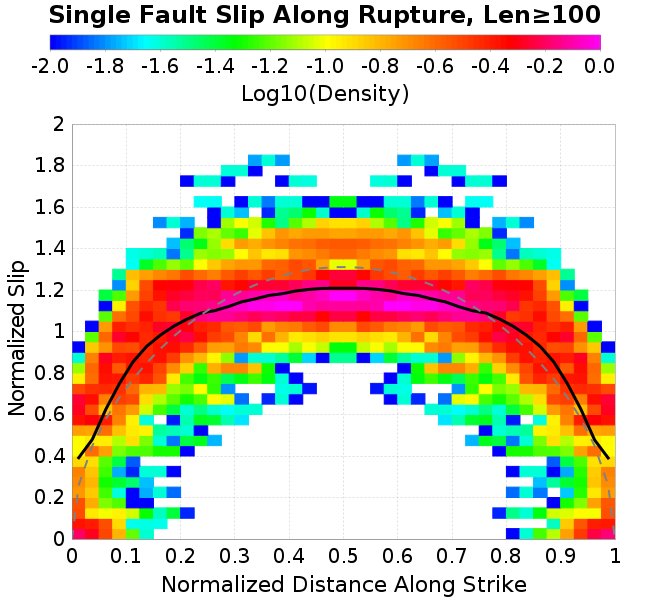 Single Fault Slip Along Rupture, Len≥100
-2.0 -1.8 -1.6 -1.4 -1.2 -1.0 -0.8 -0.6 -0.4 -0.2 0.0
Log10(Density)
Normalized Slip
2
1.8
1.6
1.4
1.2
1
0.8
0.6
0.4
0.2
0
0 0.1 0.2 0.3 0.4 0.5 0.6 0.7 0.8 0.9 1
Normalized Distance Along Strike